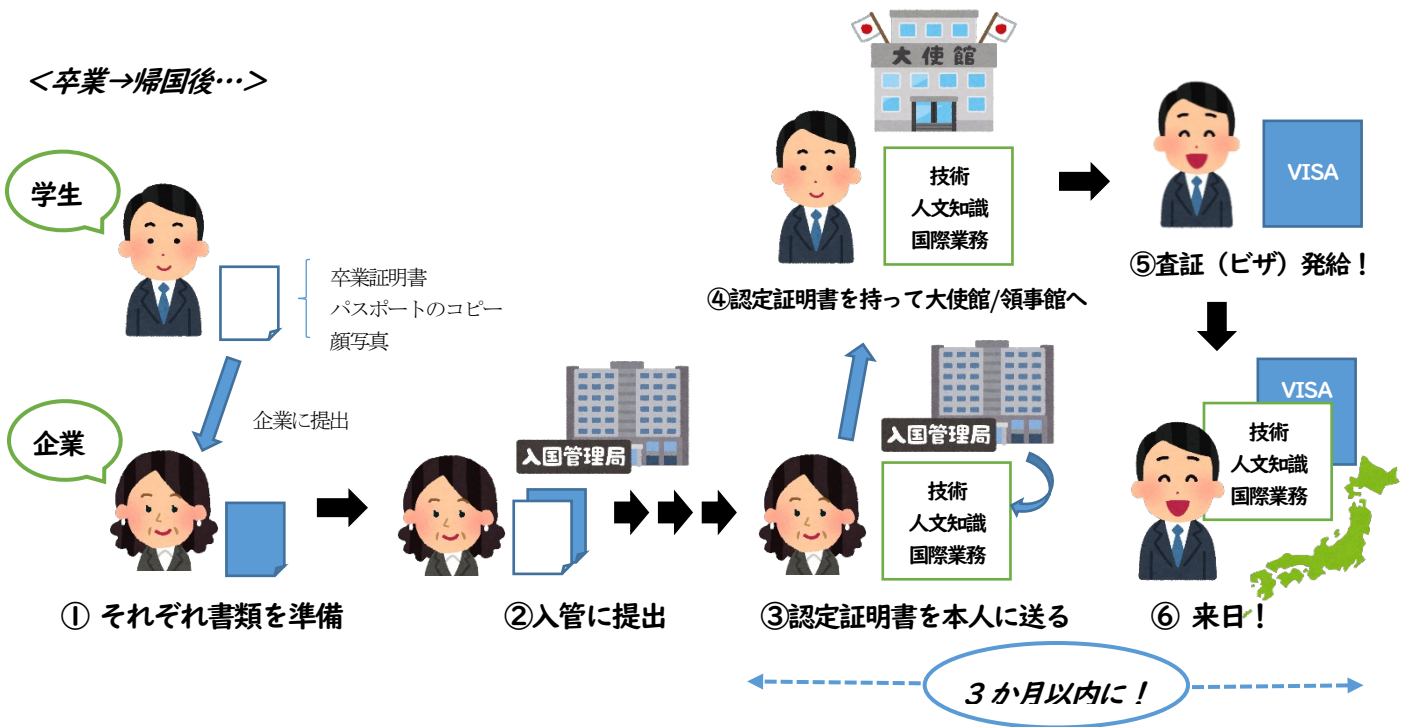 <卒業→帰国後…>
学生
卒業証明書
パスポートのコピー
顔写真
企業に提出
企業
① それぞれ書類を準備
入国管理局
②入管に提出
入国管理局
技術
人文知識
国際業務
③認定証明書を本人に送る
大使館
技術
人文知識
国際業務
④認定証明書を持って大使館/領事館へ
VISA
⑤査証（ビザ）発給！
VISA
技術
人文知識
国際業務
⑥ 来日！
３か月以内に！